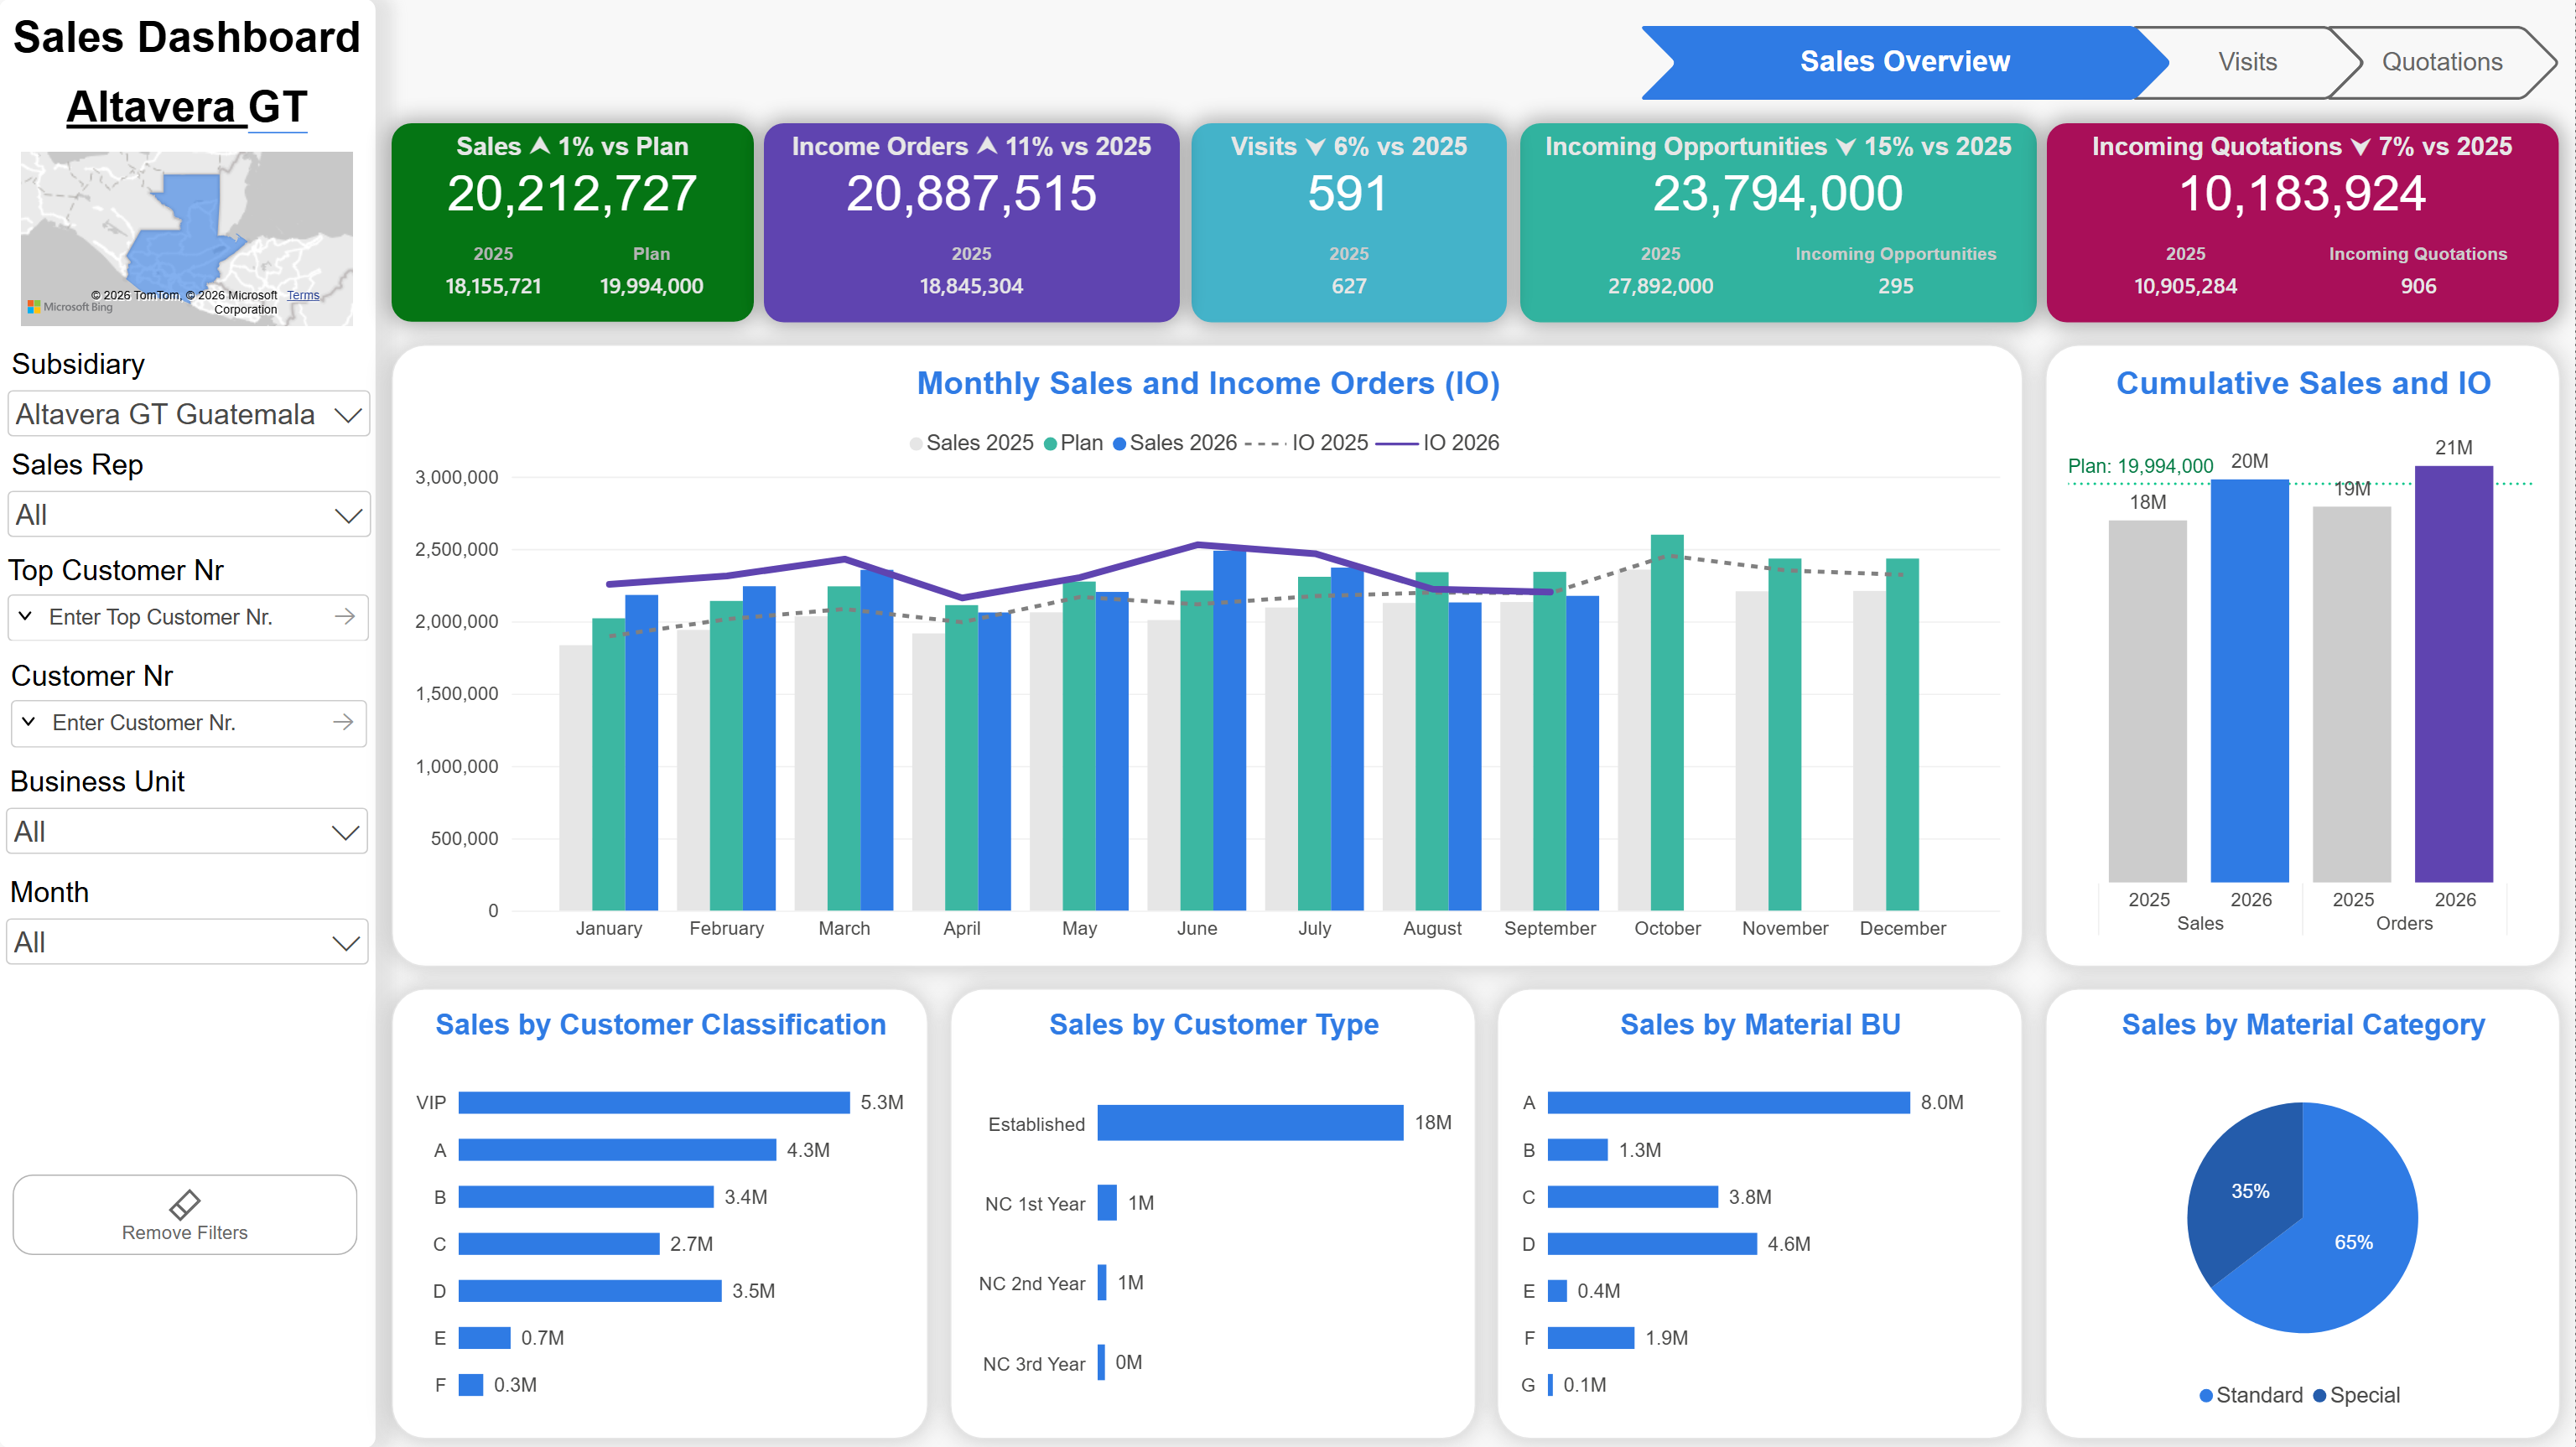 Sales Dashboard
Altavera GT
© 2026 TomTom, © 2026 Microsoft Corporation Terms
Microsoft Bing
Subsidiary
Altavera GT Guatemala
Sales Rep
All
Top Customer Nr
Enter Top Customer Nr.
Customer Nr
Enter Customer Nr.
Business Unit
All
Month
All
Remove Filters
Sales Overview
Visits
Quotations
Sales 1% vs Plan
20,212,727
2025 Plan
18,155,721 19,994,000
Income Orders 11% vs 2025
20,887,515
2025
18,845,304
Visits 6% vs 2025
591
2025
627
Incoming Opportunities 15% vs 2025
23,794,000
2025 Incoming Opportunities
27,892,000 295
Incoming Quotations 7% vs 2025
10,183,924
2025 Incoming Quotations
10,905,284 906
Monthly Sales and Income Orders (IO)
Sales 2025 Plan Sales 2026 IO 2025 IO 2026
3,000,000
2,500,000
2,000,000
1,500,000
1,000,000
500,000
0
January February March April May June July August September October November December
Cumulative Sales and IO
Plan: 19,994,000
18M 20M 19M 21M
2025 2026 2025 2026
Sales Orders
Sales by Customer Classification
VIP 5.3M
A 4.3M
B 3.4M
C 2.7M
D 3.5M
E 0.7M
F 0.3M
Sales by Customer Type
Established 18M
NC 1st Year 1M
NC 2nd Year 1M
NC 3rd Year 0M
Sales by Material BU
A 8.0M
B 1.3M
C 3.8M
D 4.6M
E 0.4M
F 1.9M
G 0.1M
Sales by Material Category
35%
65%
Standard Special